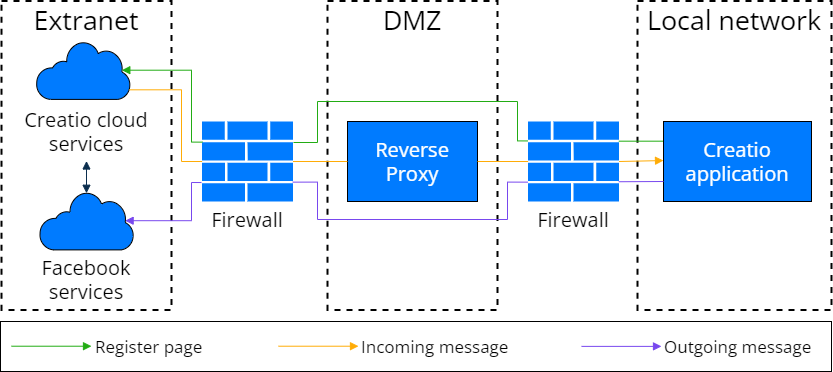 Extranet
DMZ
Local network
Creatio cloud
services
Facebook
services
Firewall
Reverse
Proxy
Firewall
Creatio
application
Register page
Incoming message
Outgoing message